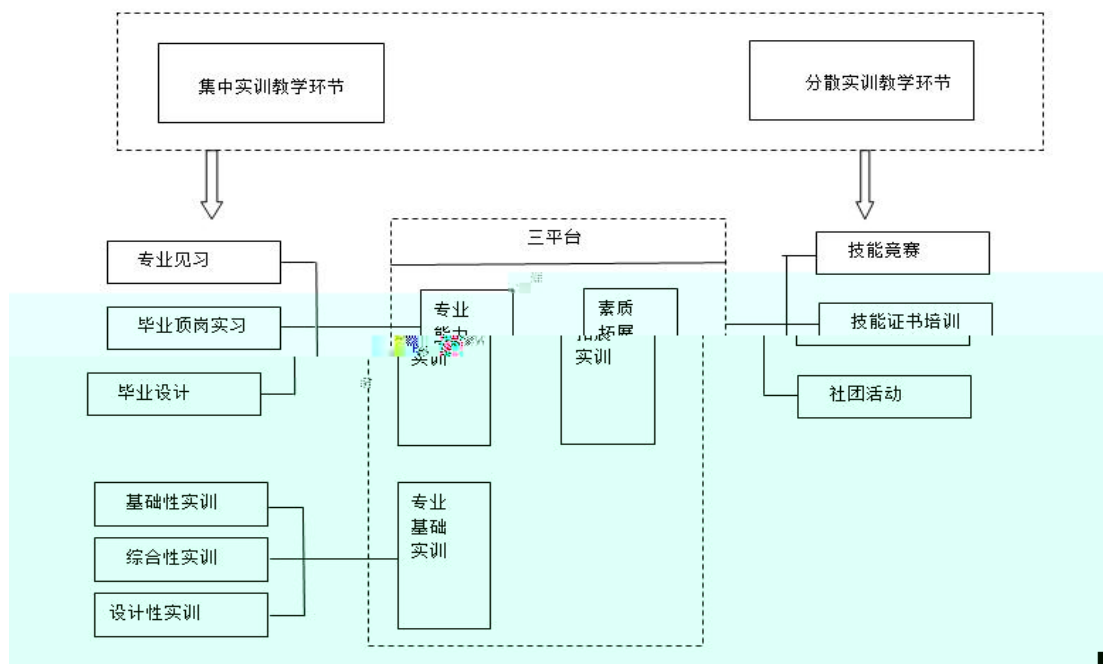 集中实训教学环节
分散实训教学环节
三平台
专业见习
毕业顶岗实习
毕业设计
专业
能力
实训
素质
拓展
实训
技能竞赛
技能证书培训
社团活动
基础性实训
综合性实训
设计性实训
专业
基础
实训